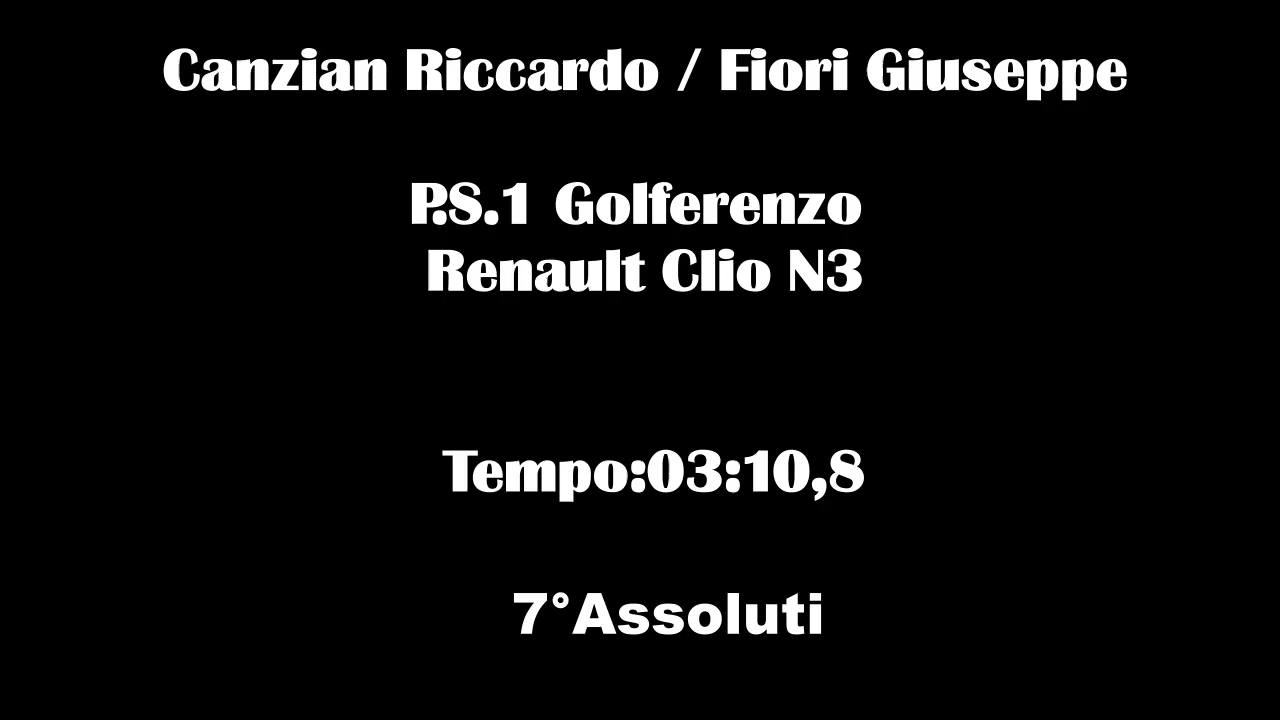 Canzian Riccardo / Fiori Giuseppe
P.S.1 Golferenzo
Renault Clio N3
Tempo:03:10,8
7°Assoluti